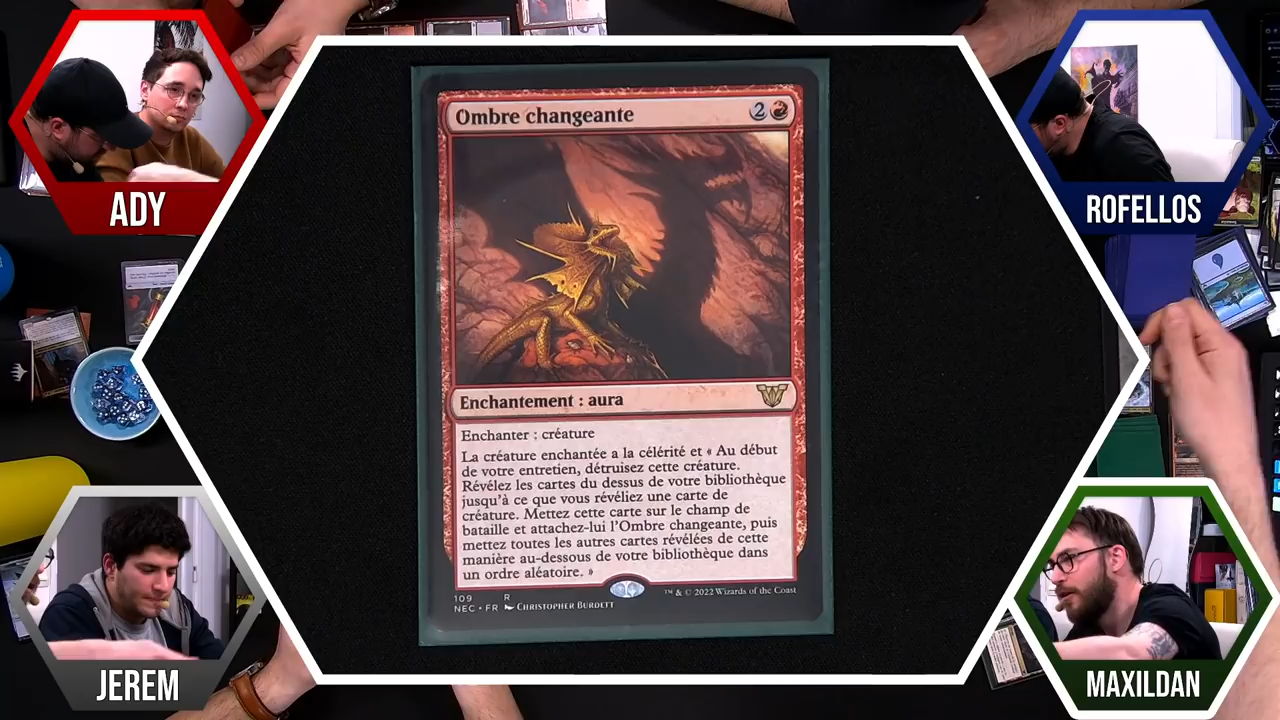 Ombre changeante 2
Enchantement : aura
Enchanter : créature
La créature enchantée a la célérité et « Au début
de votre entretien, détruisez cette créature.
Révélez les cartes du dessus de votre bibliothèque
jusqu'à ce que vous révéliez une carte de
créature. Mettez cette carte sur le champ de
bataille et attachez-lui l'Ombre changeante, puis
mettez toutes les autres cartes révélées de cette
manière au-dessous de votre bibliothèque dans
un ordre aléatoire. »
109 R
NEC • FR CHRISTOPHER BURDETT
™ & © 2022 Wizards of the Coast
ADY
ROFELLOS
JEREM
MAXILDAN